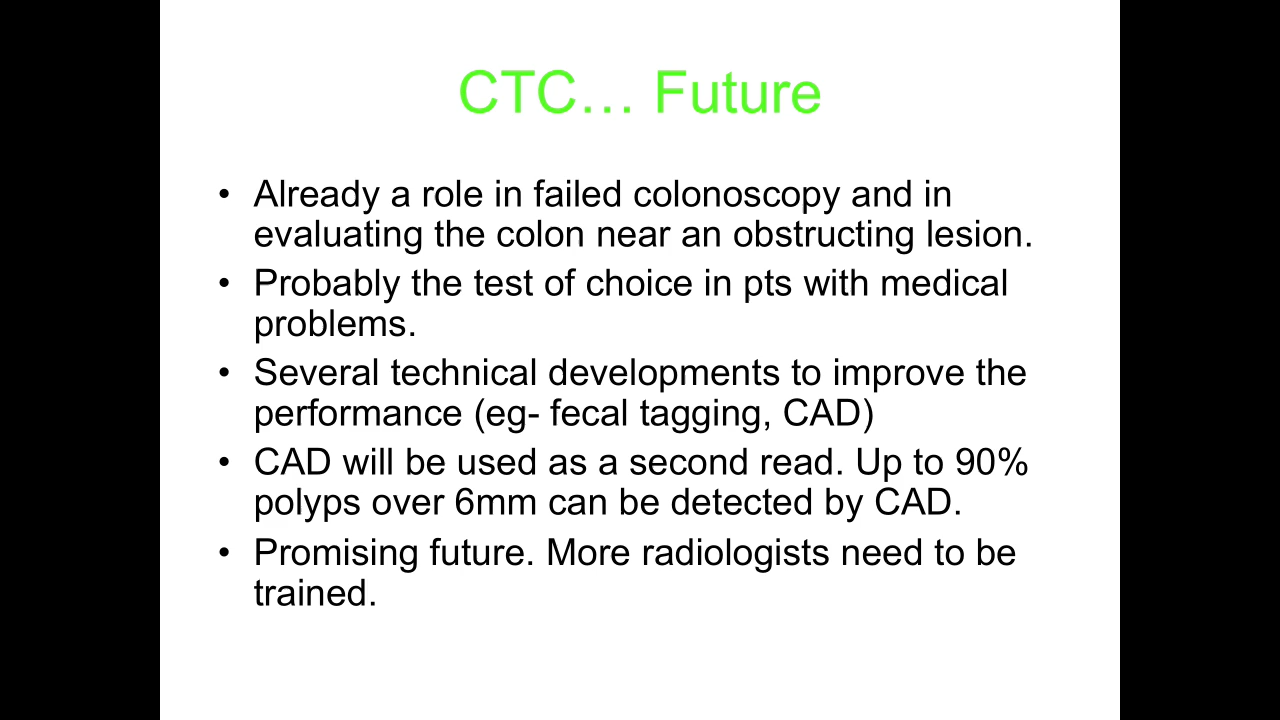 CTC… Future
• Already a role in failed colonoscopy and in
evaluating the colon near an obstructing lesion.
• Probably the test of choice in pts with medical
problems.
• Several technical developments to improve the
performance (eg- fecal tagging, CAD)
• CAD will be used as a second read. Up to 90%
polyps over 6mm can be detected by CAD.
• Promising future. More radiologists need to be
trained.